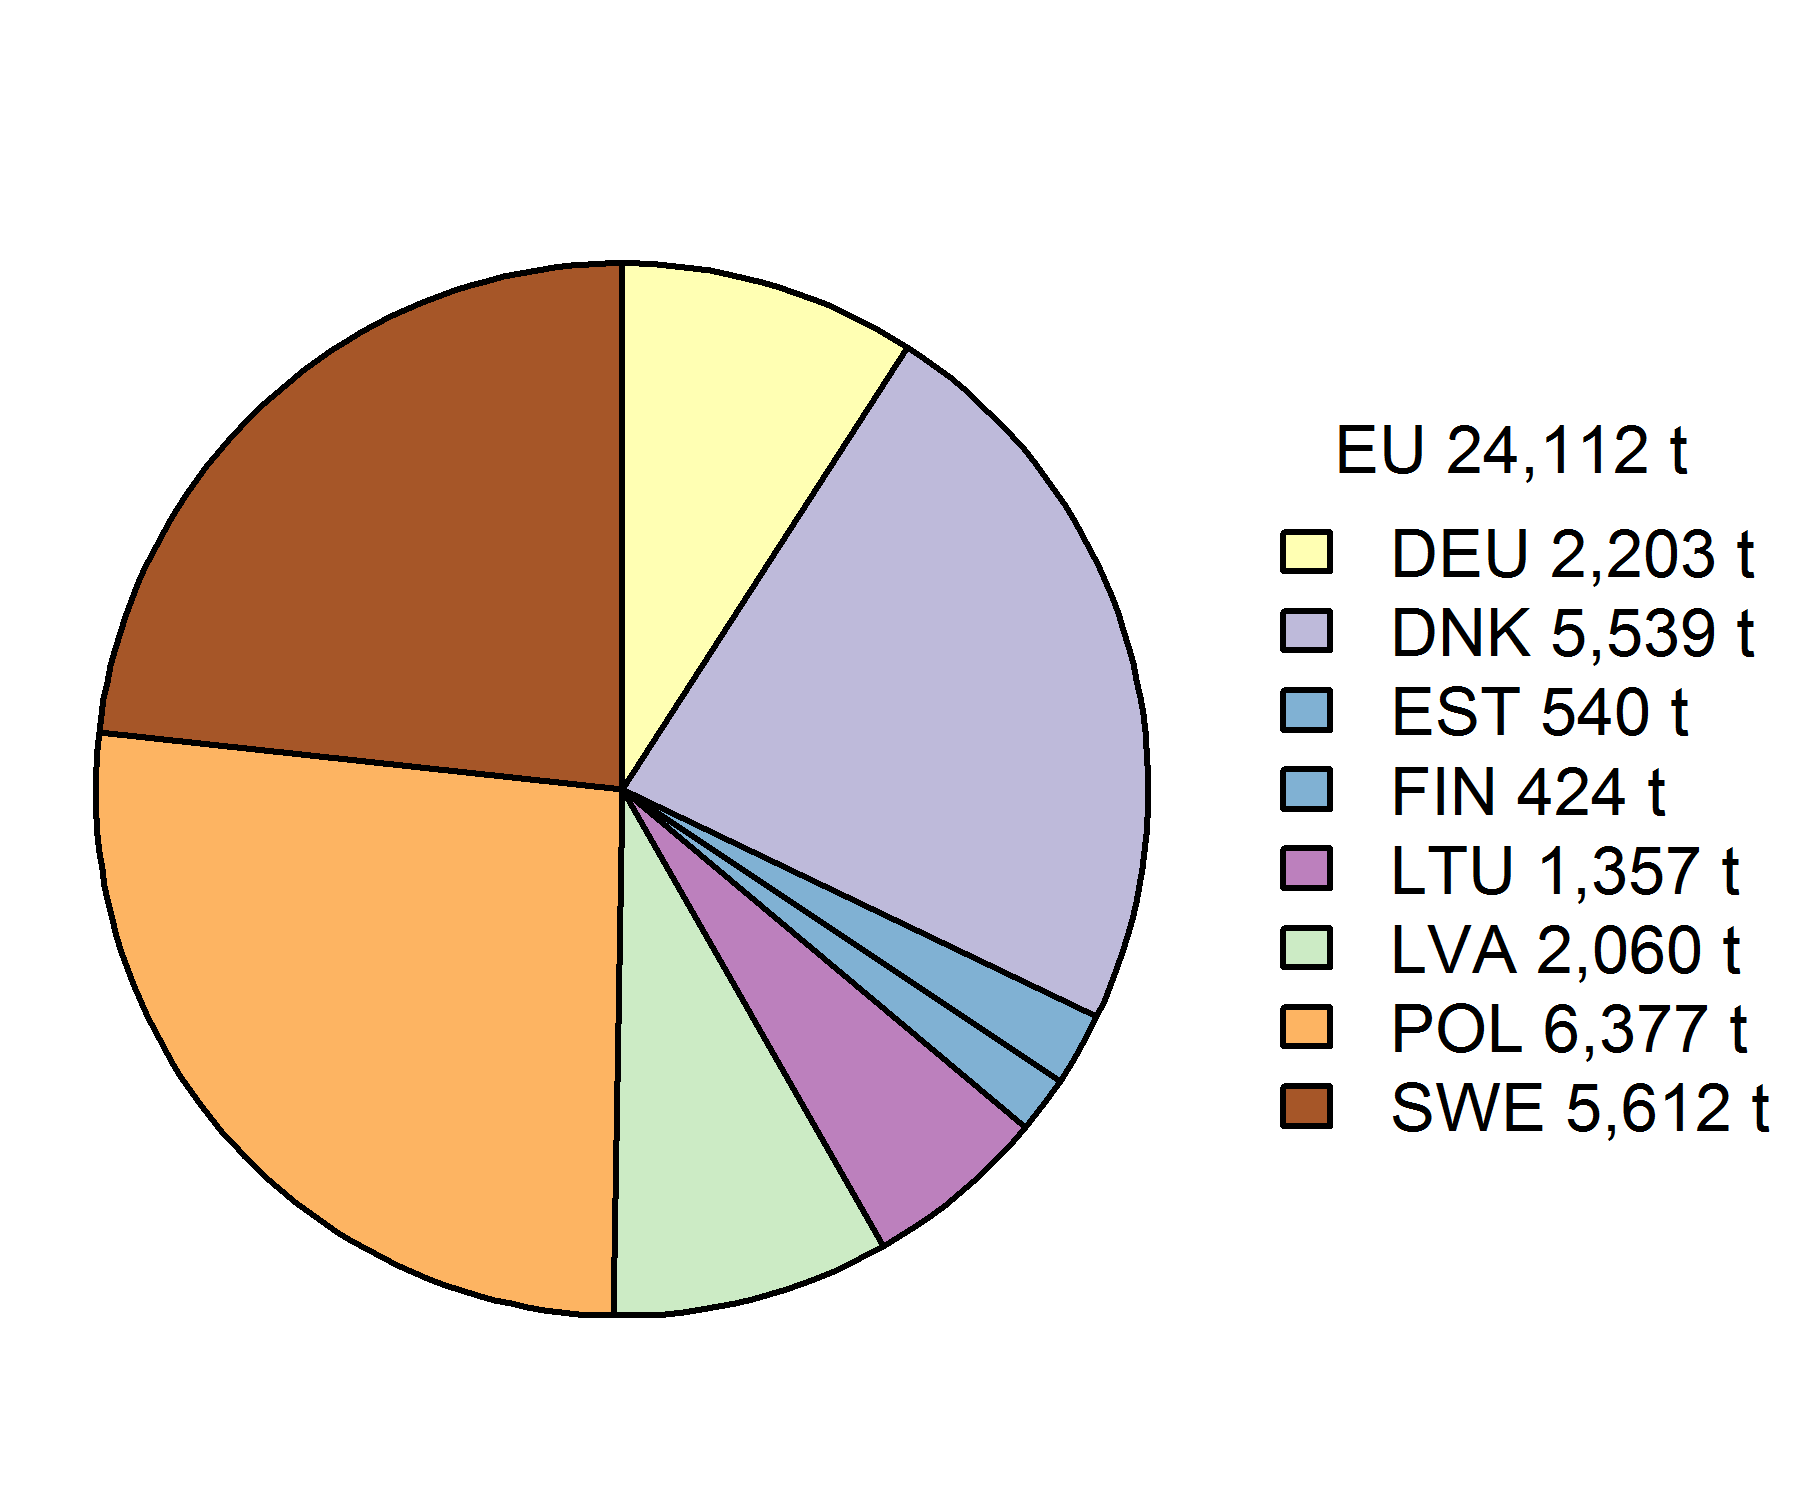 EU 24,112 t
DEU 2,203 t
DNK 5,539 t
EST 540 t
FIN 424 t
LTU 1,357 t
LVA 2,060 t
POL 6,377 t
SWE 5,612 t